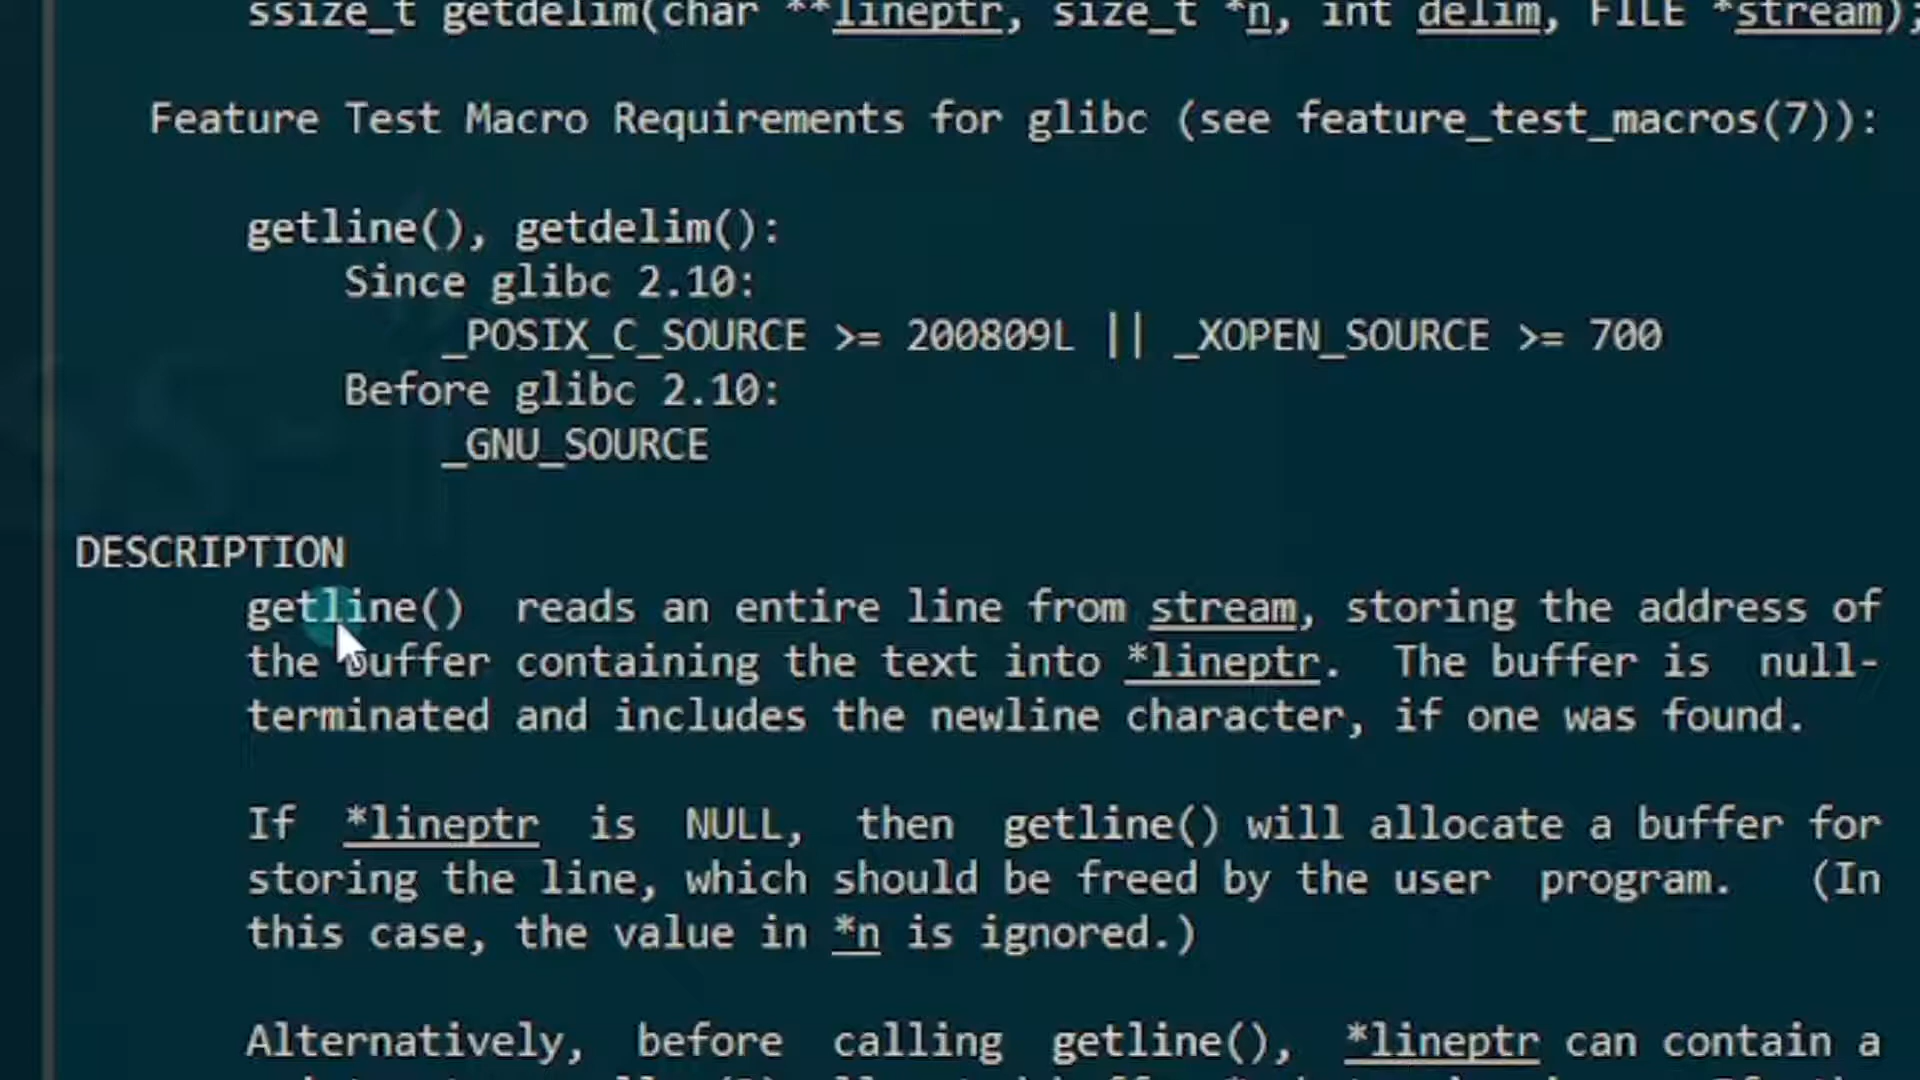 ssize_t getdelim(char **lineptr, size_t *n, int delim, FILE *stream);
Feature Test Macro Requirements for glibc (see feature_test_macros(7)):
getline(), getdelim():
Since glibc 2.10:
_POSIX_C_SOURCE >= 200809L || _XOPEN_SOURCE >= 700
Before glibc 2.10:
_GNU_SOURCE
DESCRIPTION
getline() reads an entire line from stream, storing the address of
the buffer containing the text into *lineptr. The buffer is null-
terminated and includes the newline character, if one was found.
If *lineptr is NULL, then getline() will allocate a buffer for
storing the line, which should be freed by the user program. (In
this case, the value in *n is ignored.)
Alternatively, before calling getline(), *lineptr can contain a